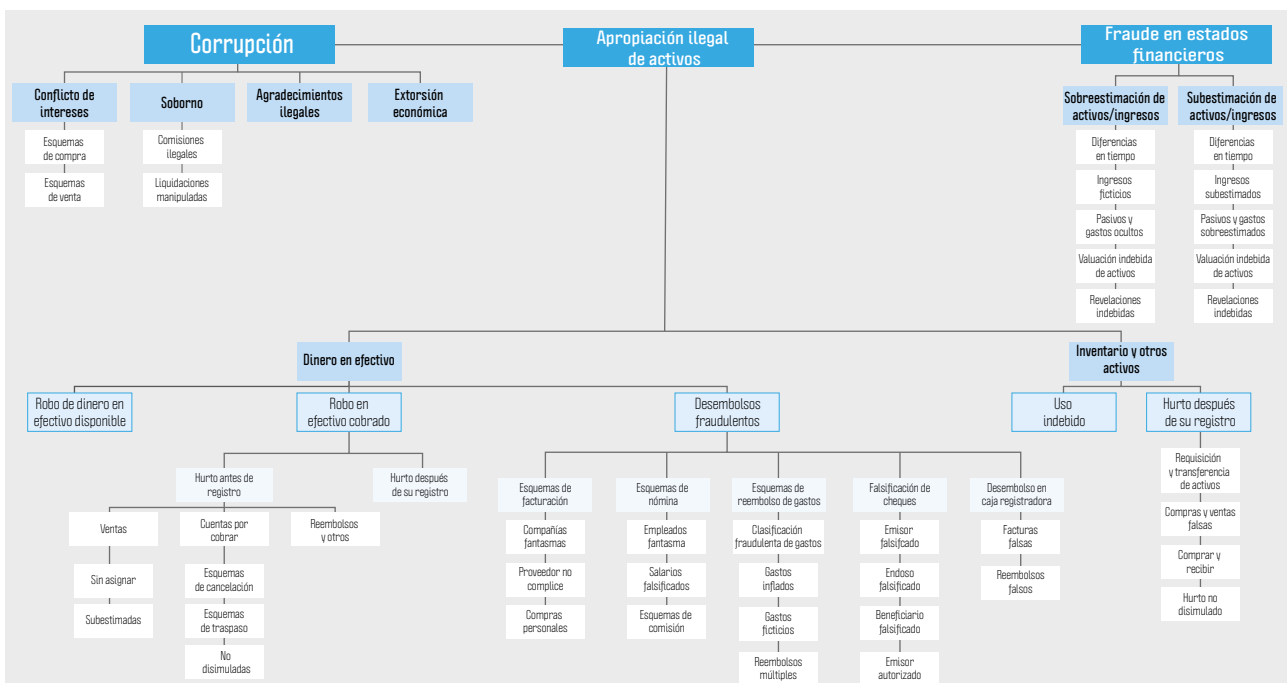 Corrupción
Apropiación ilegal
de activos
Fraude en estados
financieros
Conflicto de
intereses
Soborno
Agradecimientos
ilegales
Extorsión
económica
Sobreestimación de
activos/ingresos
Subestimación de
activos/ingresos
Esquemas
de compra
Esquemas
de venta
Comisiones
ilegales
Liquidaciones
manipuladas
Diferencias
en tiempo
Ingresos
ficticios
Pasivos y
gastos ocultos
Valuación indebida
de activos
Revelaciones
indebidas
Diferencias
en tiempo
Ingresos
subestimados
Pasivos y gastos
sobreestimados
Valuación indebida
de activos
Revelaciones
indebidas
Dinero en efectivo
Inventario y otros
activos
Robo de dinero en
efectivo disponible
Robo en
efectivo cobrado
Desembolsos
fraudulentos
Uso
indebido
Hurto después
de su registro
Hurto antes de
registro
Hurto después
de su registro
Ventas
Sin asignar
Subestimadas
Cuentas por
cobrar
Esquemas
de cancelación
Esquemas
de traspaso
No
disimuladas
Reembolsos
y otros
Esquemas de
facturación
Compañías
fantasmas
Proveedor no
complice
Compras
personales
Esquemas de
nómina
Empleados
fantasma
Salarios
falsificados
Esquemas de
comisión
Esquemas de
reembolso de gastos
Clasificación
fraudulenta de gastos
Gastos
inflados
Gastos
ficticios
Reembolsos
múltiples
Falsificación de
cheques
Emisor
falsifcado
Endoso
falsificado
Beneficiario
falsificado
Emisor
autorizado
Desembolso en
caja registradora
Facturas
falsas
Reembolsos
falsos
Requisición
y transferencia
de activos
Compras y ventas
falsas
Comprar y
recibir
Hurto no
disimulado